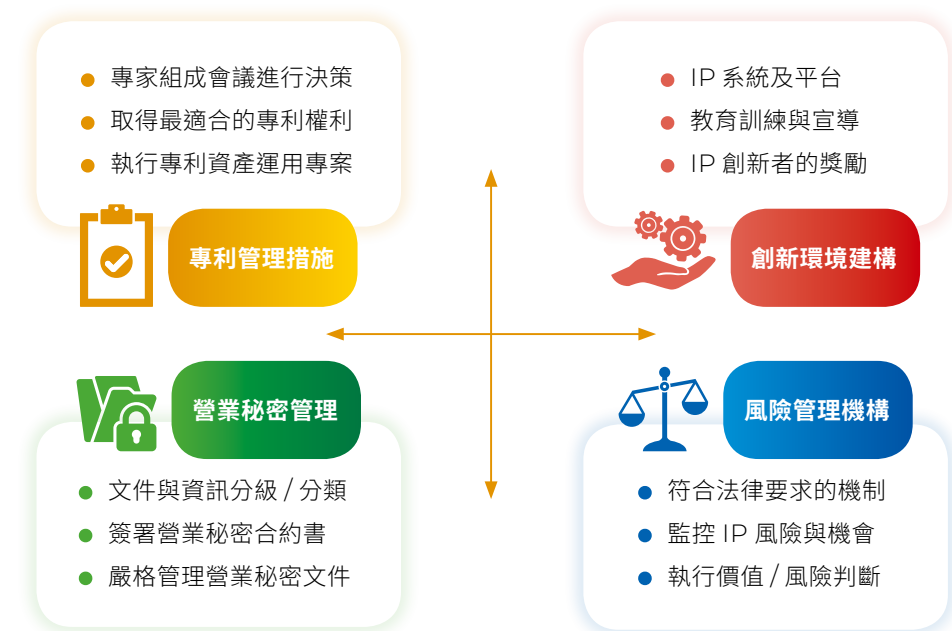 專家組成會議進行決策
取得最適合的專利權利
執行專利資產運用專案
專利管理措施
IP 系統及平台
教育訓練與宣導
IP 創新者的獎勵
創新環境建構
營業秘密管理
文件與資訊分級 / 分類
簽署營業秘密合約書
嚴格管理營業秘密文件
風險管理機構
符合法律要求的機制
監控 IP 風險與機會
執行價值 / 風險判斷